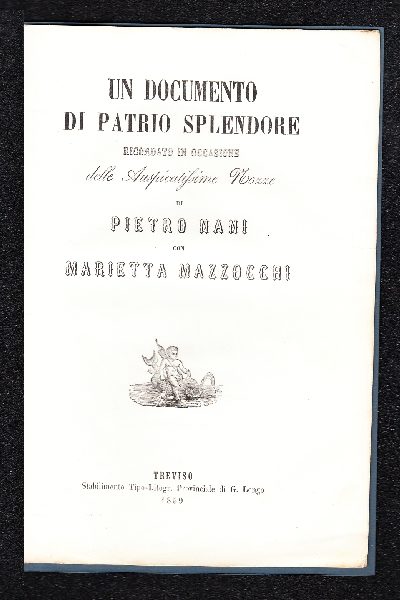 UN DOCUMENTO
DI PATRIO SPLENDORE
RICORDATO IN OCCASIONE
delle Auspicatissime Nozze
DI
PIETRO NANI
CON
MARIETTA MAZZOCCHI
TREVISO
Stabilimento Tipo-Litogr. Provinciale di G. Longo
1859